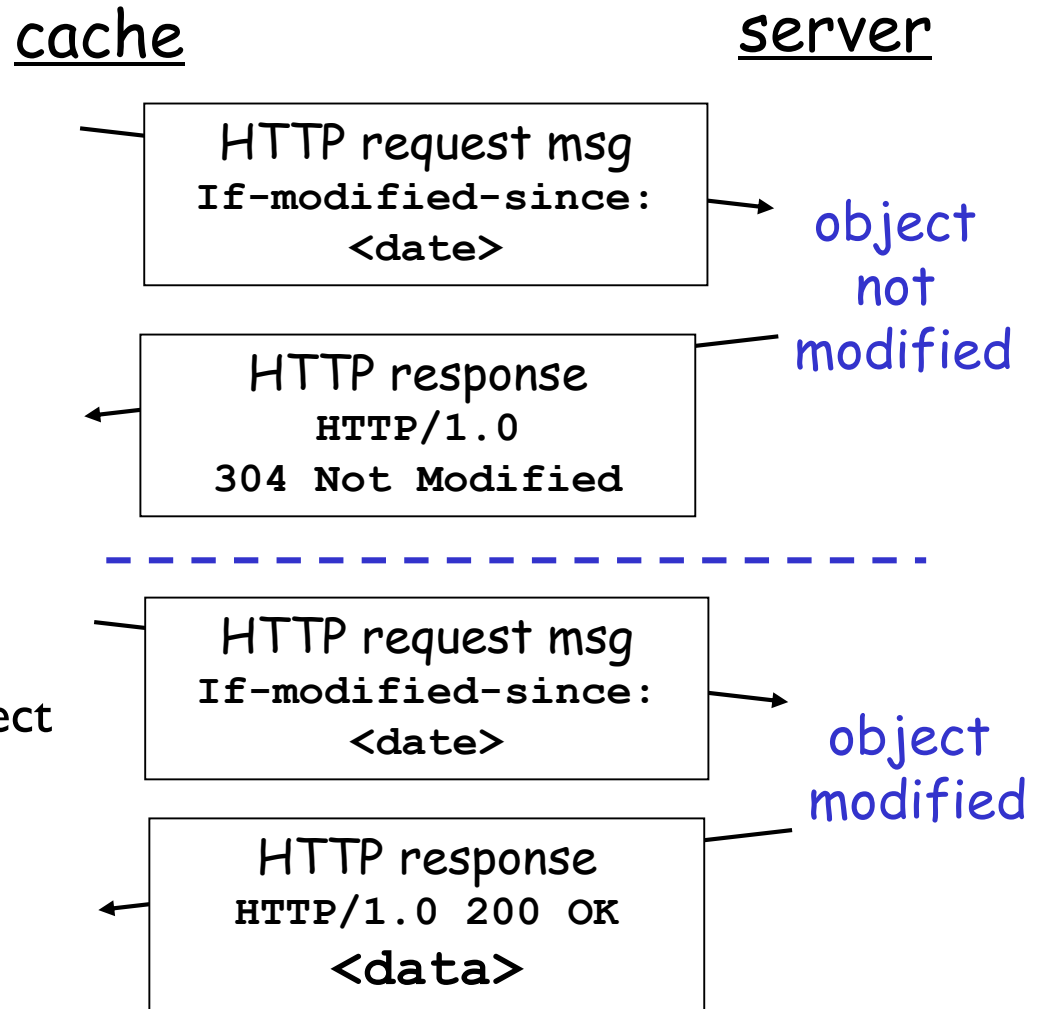 cache
server
HTTP request msg
If-modified-since:
<date>
object
not
modified
HTTP response
HTTP/1.0
304 Not Modified
HTTP request msg
If-modified-since:
<date>
ect
object
modified
HTTP response
HTTP/1.0 200 OK
<data>